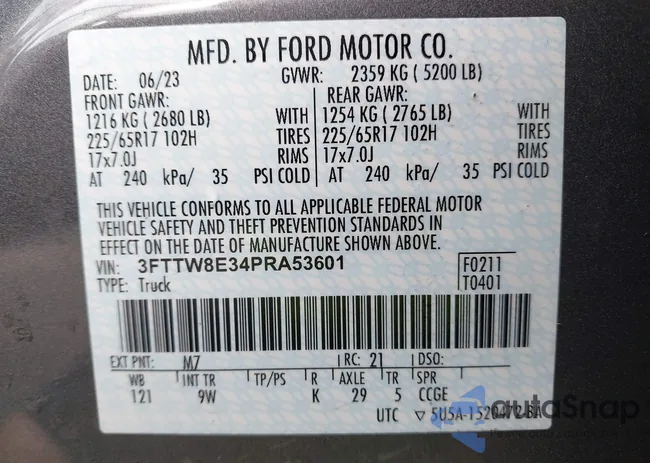 MFD. BY FORD MOTOR CO.
DATE: 06/23 GVWR: 2359 KG ( 5200 LB)
FRONT GAWR: REAR GAWR:
1216 KG ( 2680 LB) WITH 1254 KG ( 2765 LB) WITH
225/65R17 102H TIRES 225/65R17 102H TIRES
17x7.0J RIMS 17x7.0J RIMS
AT 240 kPa/ 35 PSI COLD AT 240 kPa/ 35 PSI COLD
THIS VEHICLE CONFORMS TO ALL APPLICABLE FEDERAL MOTOR
VEHICLE SAFETY AND THEFT PREVENTION STANDARDS IN
EFFECT ON THE DATE OF MANUFACTURE SHOWN ABOVE.
VIN: 3FTTW8E34PRA53601 F0211
TYPE: Truck T0401
EXT PNT: M7 RC: 21 DSO:
WB INT TR TP/PS R AXLE TR SPR
121 9W K 29 5 CCGE
UTC ▽ 5U5A-1520472-BA
autoSnap